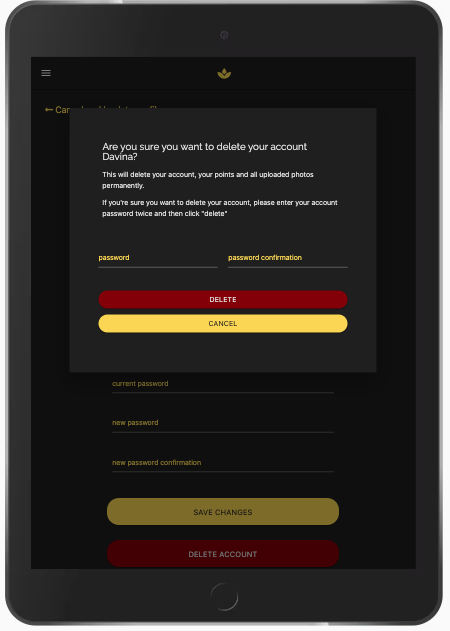 Are you sure you want to delete your account
Davina?
This will delete your account, your points and all uploaded photos
permanently.
If you're sure you want to delete your account, please enter your account
password twice and then click "delete"
password
password confirmation
DELETE
CANCEL
current password
new password
new password confirmation
SAVE CHANGES
DELETE ACCOUNT